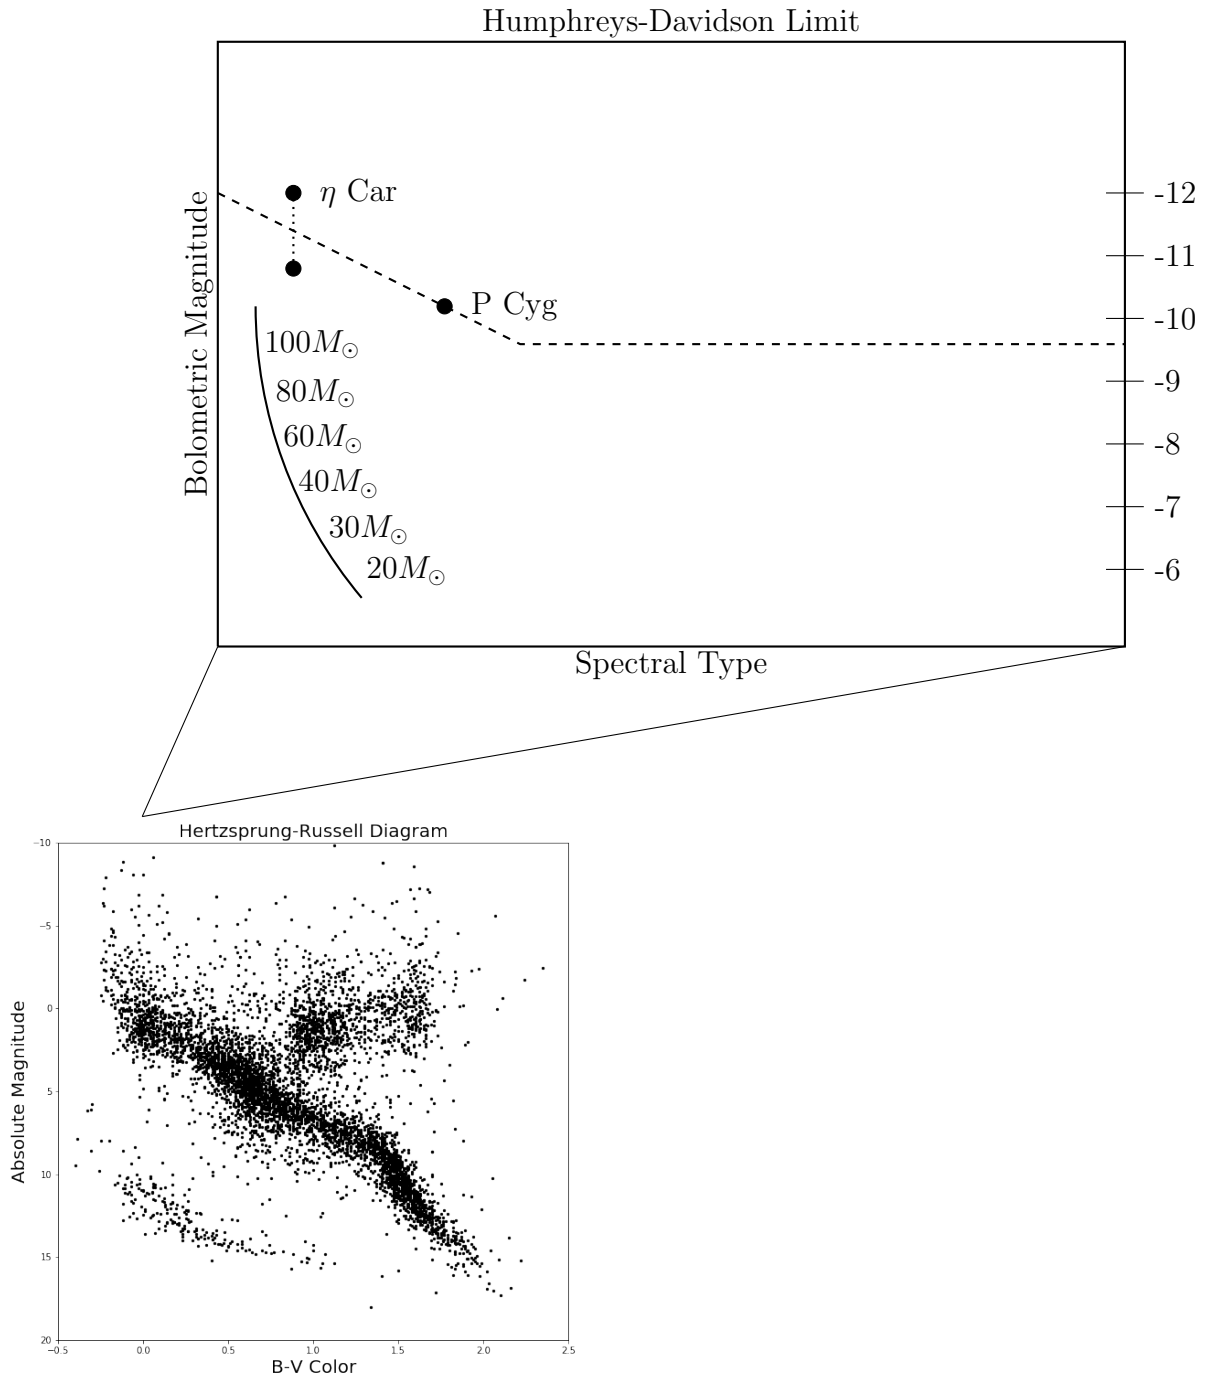 Humphreys-Davidson Limit
Bolometric Magnitude
η Car
P Cyg
100M☉
80M☉
60M☉
40M☉
30M☉
20M☉
-12
-11
-10
-9
-8
-7
-6
Spectral Type
Hertzsprung-Russell Diagram
Absolute Magnitude
−10
−5
0
5
10
15
20
−0.5 0.0 0.5 1.0 1.5 2.0 2.5
B-V Color